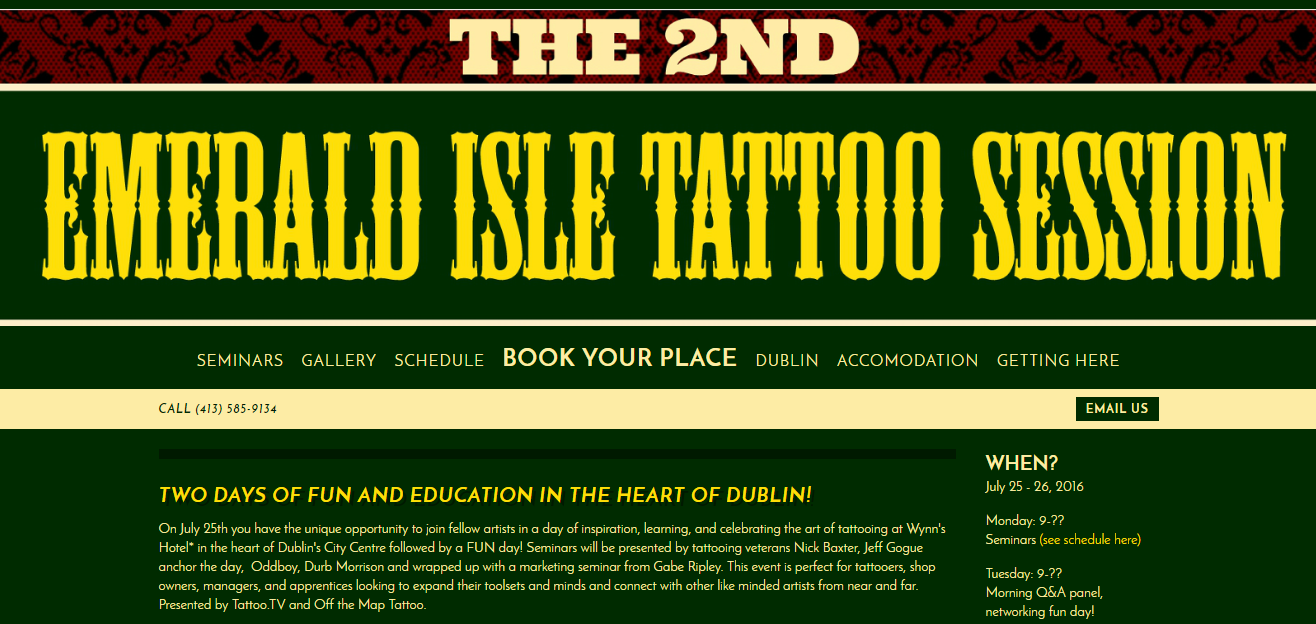 THE 2ND
EMERALD ISLE TATTOO SESSION
SEMINARS GALLERY SCHEDULE BOOK YOUR PLACE DUBLIN ACCOMODATION GETTING HERE
CALL (413) 585-9134
EMAIL US
TWO DAYS OF FUN AND EDUCATION IN THE HEART OF DUBLIN!
On July 25th you have the unique opportunity to join fellow artists in a day of inspiration, learning, and celebrating the art of tattooing at Wynn's
Hotel* in the heart of Dublin's City Centre followed by a FUN day! Seminars will be presented by tattooing veterans Nick Baxter, Jeff Gogue
anchor the day, Oddboy, Durb Morrison and wrapped up with a marketing seminar from Gabe Ripley. This event is perfect for tattooers, shop
owners, managers, and apprentices looking to expand their toolsets and minds and connect with other like minded artists from near and far.
Presented by Tattoo.TV and Off the Map Tattoo.
WHEN?
July 25 - 26, 2016
Monday: 9-??
Seminars (see schedule here)
Tuesday: 9-??
Morning Q&A panel,
networking fun day!